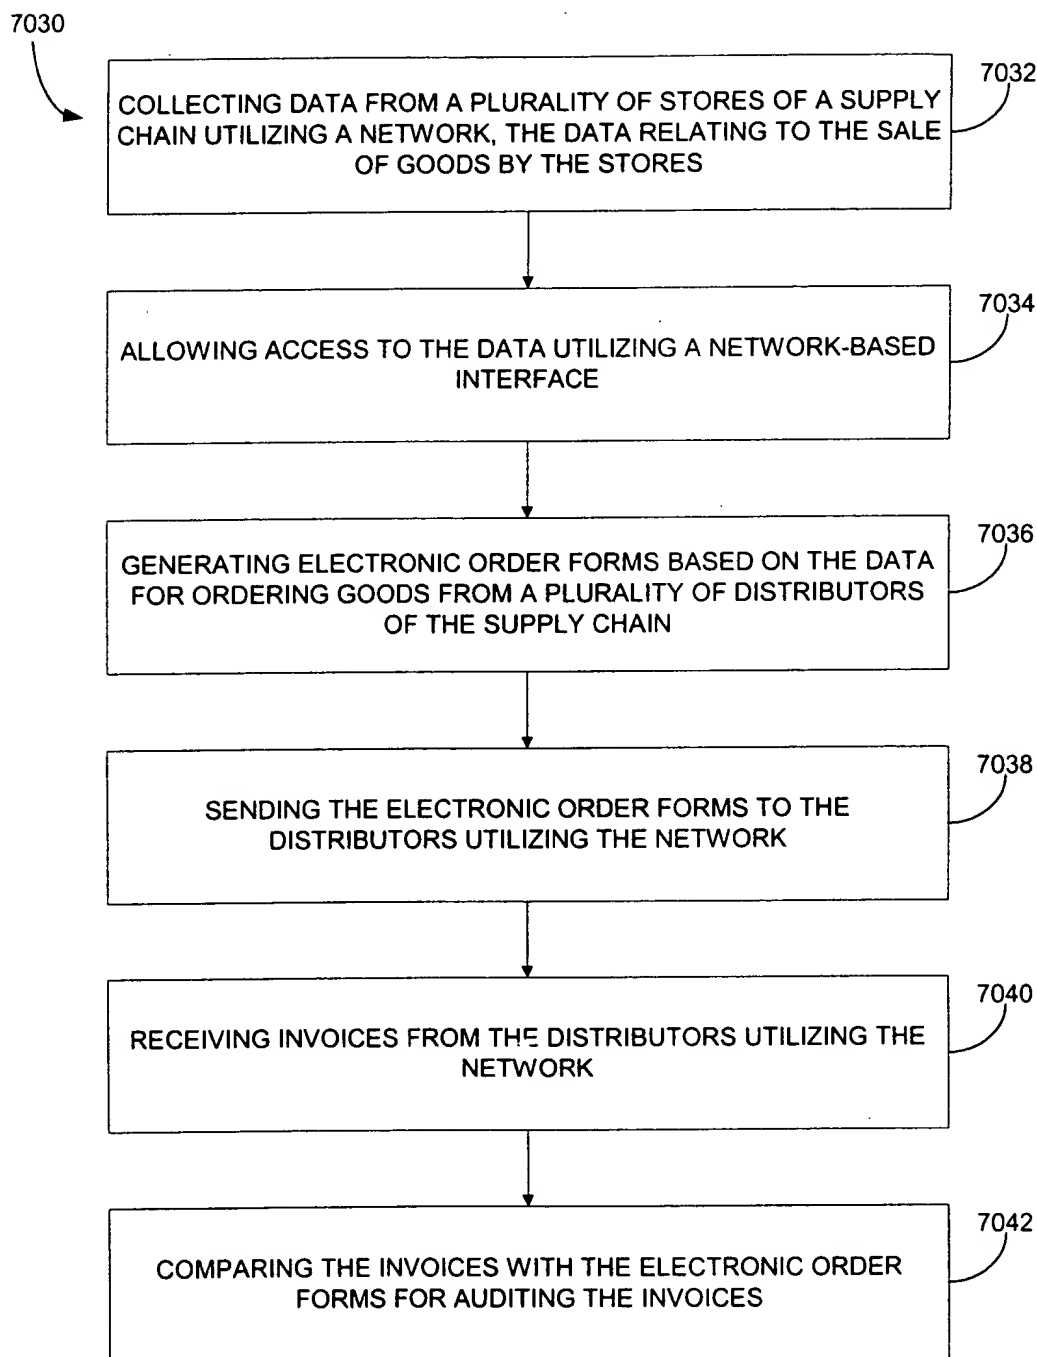 7030
7032
COLLECTING DATA FROM A PLURALITY OF STORES OF A SUPPLY
CHAIN UTILIZING A NETWORK, THE DATA RELATING TO THE SALE
OF GOODS BY THE STORES
7034
ALLOWING ACCESS TO THE DATA UTILIZING A NETWORK-BASED
INTERFACE
7036
GENERATING ELECTRONIC ORDER FORMS BASED ON THE DATA
FOR ORDERING GOODS FROM A PLURALITY OF DISTRIBUTORS
OF THE SUPPLY CHAIN
7038
SENDING THE ELECTRONIC ORDER FORMS TO THE
DISTRIBUTORS UTILIZING THE NETWORK
7040
RECEIVING INVOICES FROM THE DISTRIBUTORS UTILIZING THE
NETWORK
7042
COMPARING THE INVOICES WITH THE ELECTRONIC ORDER
FORMS FOR AUDITING THE INVOICES